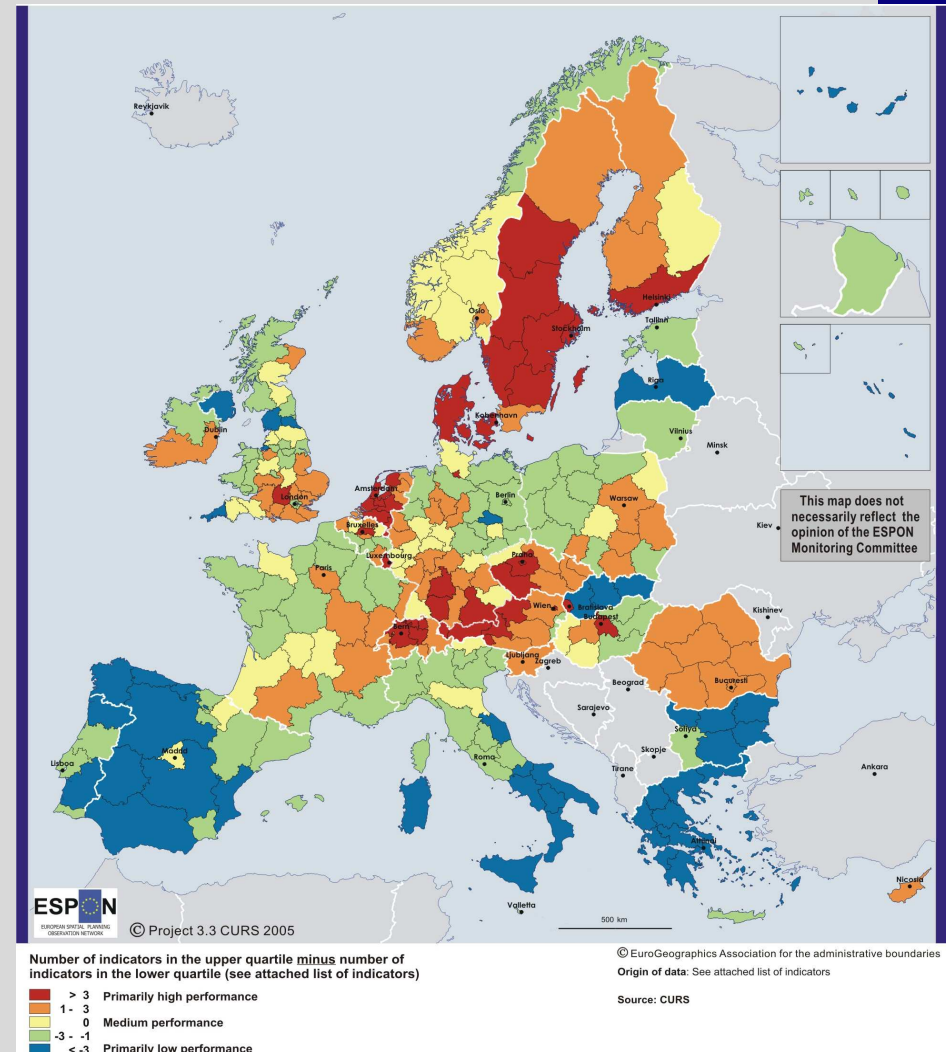 Reykjavik
Oslo
Helsinki
Tallinn
Stockholm
Riga
København
Vilnius
Minsk
Dublin
London
Amsterdam
Berlin
Warsaw
Bruxelles
Kiev
This map does not
necessarily reflect the
opinion of the ESPON
Monitoring Committee
Luxembourg
Praha
Paris
Wien
Bratislava
Budapest
Kishinev
Bern
Ljubljana
Zagreb
Beograd
Bucuresti
Sarajevo
Sofiya
Madrid
Lisboa
Roma
Skopje
Tirane
Ankara
Athinai
Nicosia
Valletta
500 km
ESPON
EUROPEAN SPATIAL PLANNING
OBSERVATION NETWORK
© Project 3.3 CURS 2005
Number of indicators in the upper quartile minus number of
indicators in the lower quartile (see attached list of indicators)
> 3 Primarily high performance
1 - 3
0 Medium performance
-3 - -1
< -3 Primarily low performance
© EuroGeographics Association for the administrative boundaries
Origin of data: See attached list of indicators
Source: CURS